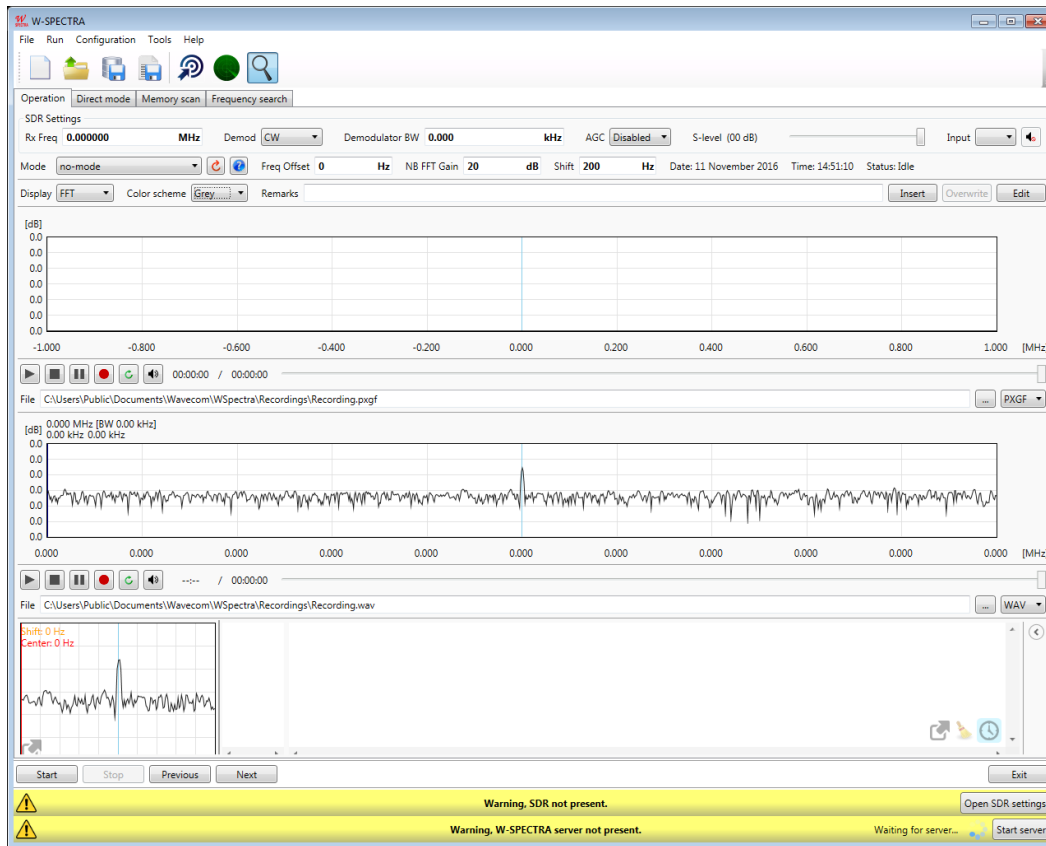 W-SPECTRA
File Run Configuration Tools Help
Operation Direct mode Memory scan Frequency search
SDR Settings
Rx Freq 0.000000 MHz Demod CW Demodulator BW 0.000 kHz AGC Disabled S-level (00 dB) Input
Mode no-mode Freq Offset 0 Hz NB FFT Gain 20 dB Shift 200 Hz Date: 11 November 2016 Time: 14:51:10 Status: Idle
Display FFT Color scheme Grey Remarks Insert Overwrite Edit
[dB]
0.0
0.0
0.0
0.0
0.0
0.0
0.0
-1.000 -0.800 -0.600 -0.400 -0.200 0.000 0.200 0.400 0.600 0.800 1.000 [MHz
00:00:00 / 00:00:00
File C:\Users\Public\Documents\Wavecom\WSpectra\Recordings\Recording.pxgf ... PXGF
[dB] 0.000 MHz [BW 0.00 kHz]
0.00 kHz 0.00 kHz
0.0
0.0
0.0
0.0
0.0
0.0
0.0
0.000 0.000 0.000 0.000 0.000 0.000 0.000 0.000 0.000 0.000 0.000 [MHz
--:-- / 00:00:00
File C:\Users\Public\Documents\Wavecom\WSpectra\Recordings\Recording.wav ... WAV
Shift: 0 Hz
Center: 0 Hz
Start Stop Previous Next Exit
Warning, SDR not present. Open SDR settings
Warning, W-SPECTRA server not present. Waiting for server... Start server